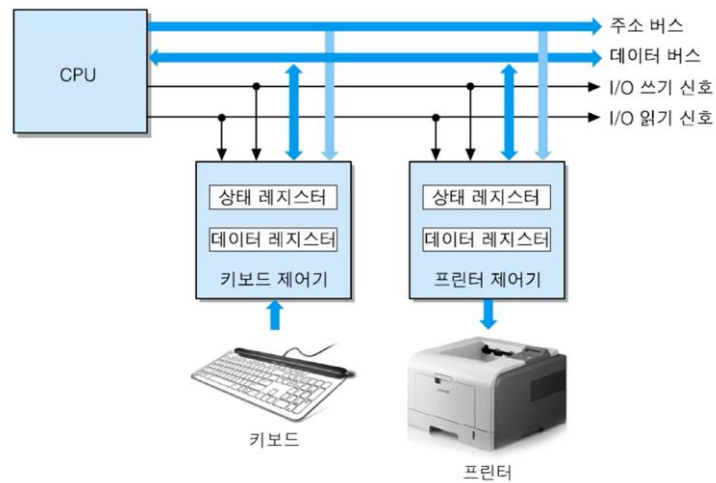 주소 버스
데이터 버스
CPU
I/O 쓰기 신호
I/O 읽기 신호
상태 레지스터
상태 레지스터
데이터 레지스터
데이터 레지스터
키보드 제어기
프린터 제어기
키보드
프린터